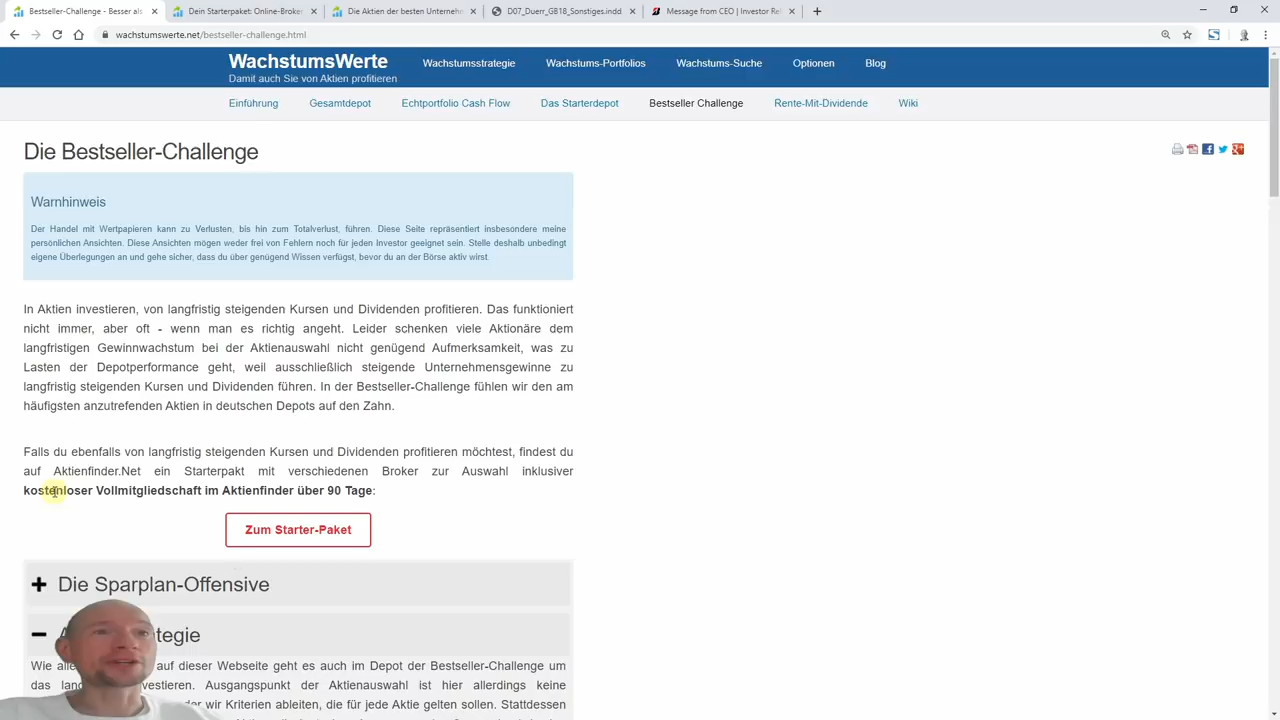 Bestseller-Challenge - Besser als
Dein Starterpaket: Online-Broker
Die Aktien der besten Unternehm
D07_Duerr_GB18_Sonstiges.indd
Message from CEO | Investor Rel
wachstumswerte.net/bestseller-challenge.html
WachstumsWerte
Damit auch Sie von Aktien profitieren
Wachstumsstrategie Wachstums-Portfolios Wachstums-Suche Optionen Blog
Einführung Gesamtdepot Echtportfolio Cash Flow Das Starterdepot Bestseller Challenge Rente-Mit-Dividende Wiki
Die Bestseller-Challenge
Warnhinweis
Der Handel mit Wertpapieren kann zu Verlusten, bis hin zum Totalverlust, führen. Diese Seite repräsentiert insbesondere meine
persönlichen Ansichten. Diese Ansichten mögen weder frei von Fehlern noch für jeden Investor geeignet sein. Stelle deshalb unbedingt
eigene Überlegungen an und gehe sicher, dass du über genügend Wissen verfügst, bevor du an der Börse aktiv wirst.
In Aktien investieren, von langfristig steigenden Kursen und Dividenden profitieren. Das funktioniert
nicht immer, aber oft - wenn man es richtig angeht. Leider schenken viele Aktionäre dem
langfristigen Gewinnwachstum bei der Aktienauswahl nicht genügend Aufmerksamkeit, was zu
Lasten der Depotperformance geht, weil ausschließlich steigende Unternehmensgewinne zu
langfristig steigenden Kursen und Dividenden führen. In der Bestseller-Challenge fühlen wir den am
häufigsten anzutrefenden Aktien in deutschen Depots auf den Zahn.
Falls du ebenfalls von langfristig steigenden Kursen und Dividenden profitieren möchtest, findest du
auf Aktienfinder.Net ein Starterpakt mit verschiedenen Broker zur Auswahl inklusiver
kostenloser Vollmitgliedschaft im Aktienfinder über 90 Tage:
Zum Starter-Paket
Die Sparplan-Offensive
tegie
Wie alle auf dieser Webseite geht es auch im Depot der Bestseller-Challenge um
das lang vestieren. Ausgangspunkt der Aktienauswahl ist hier allerdings keine
der wir Kriterien ableiten, die für jede Aktie gelten sollen. Stattdessen